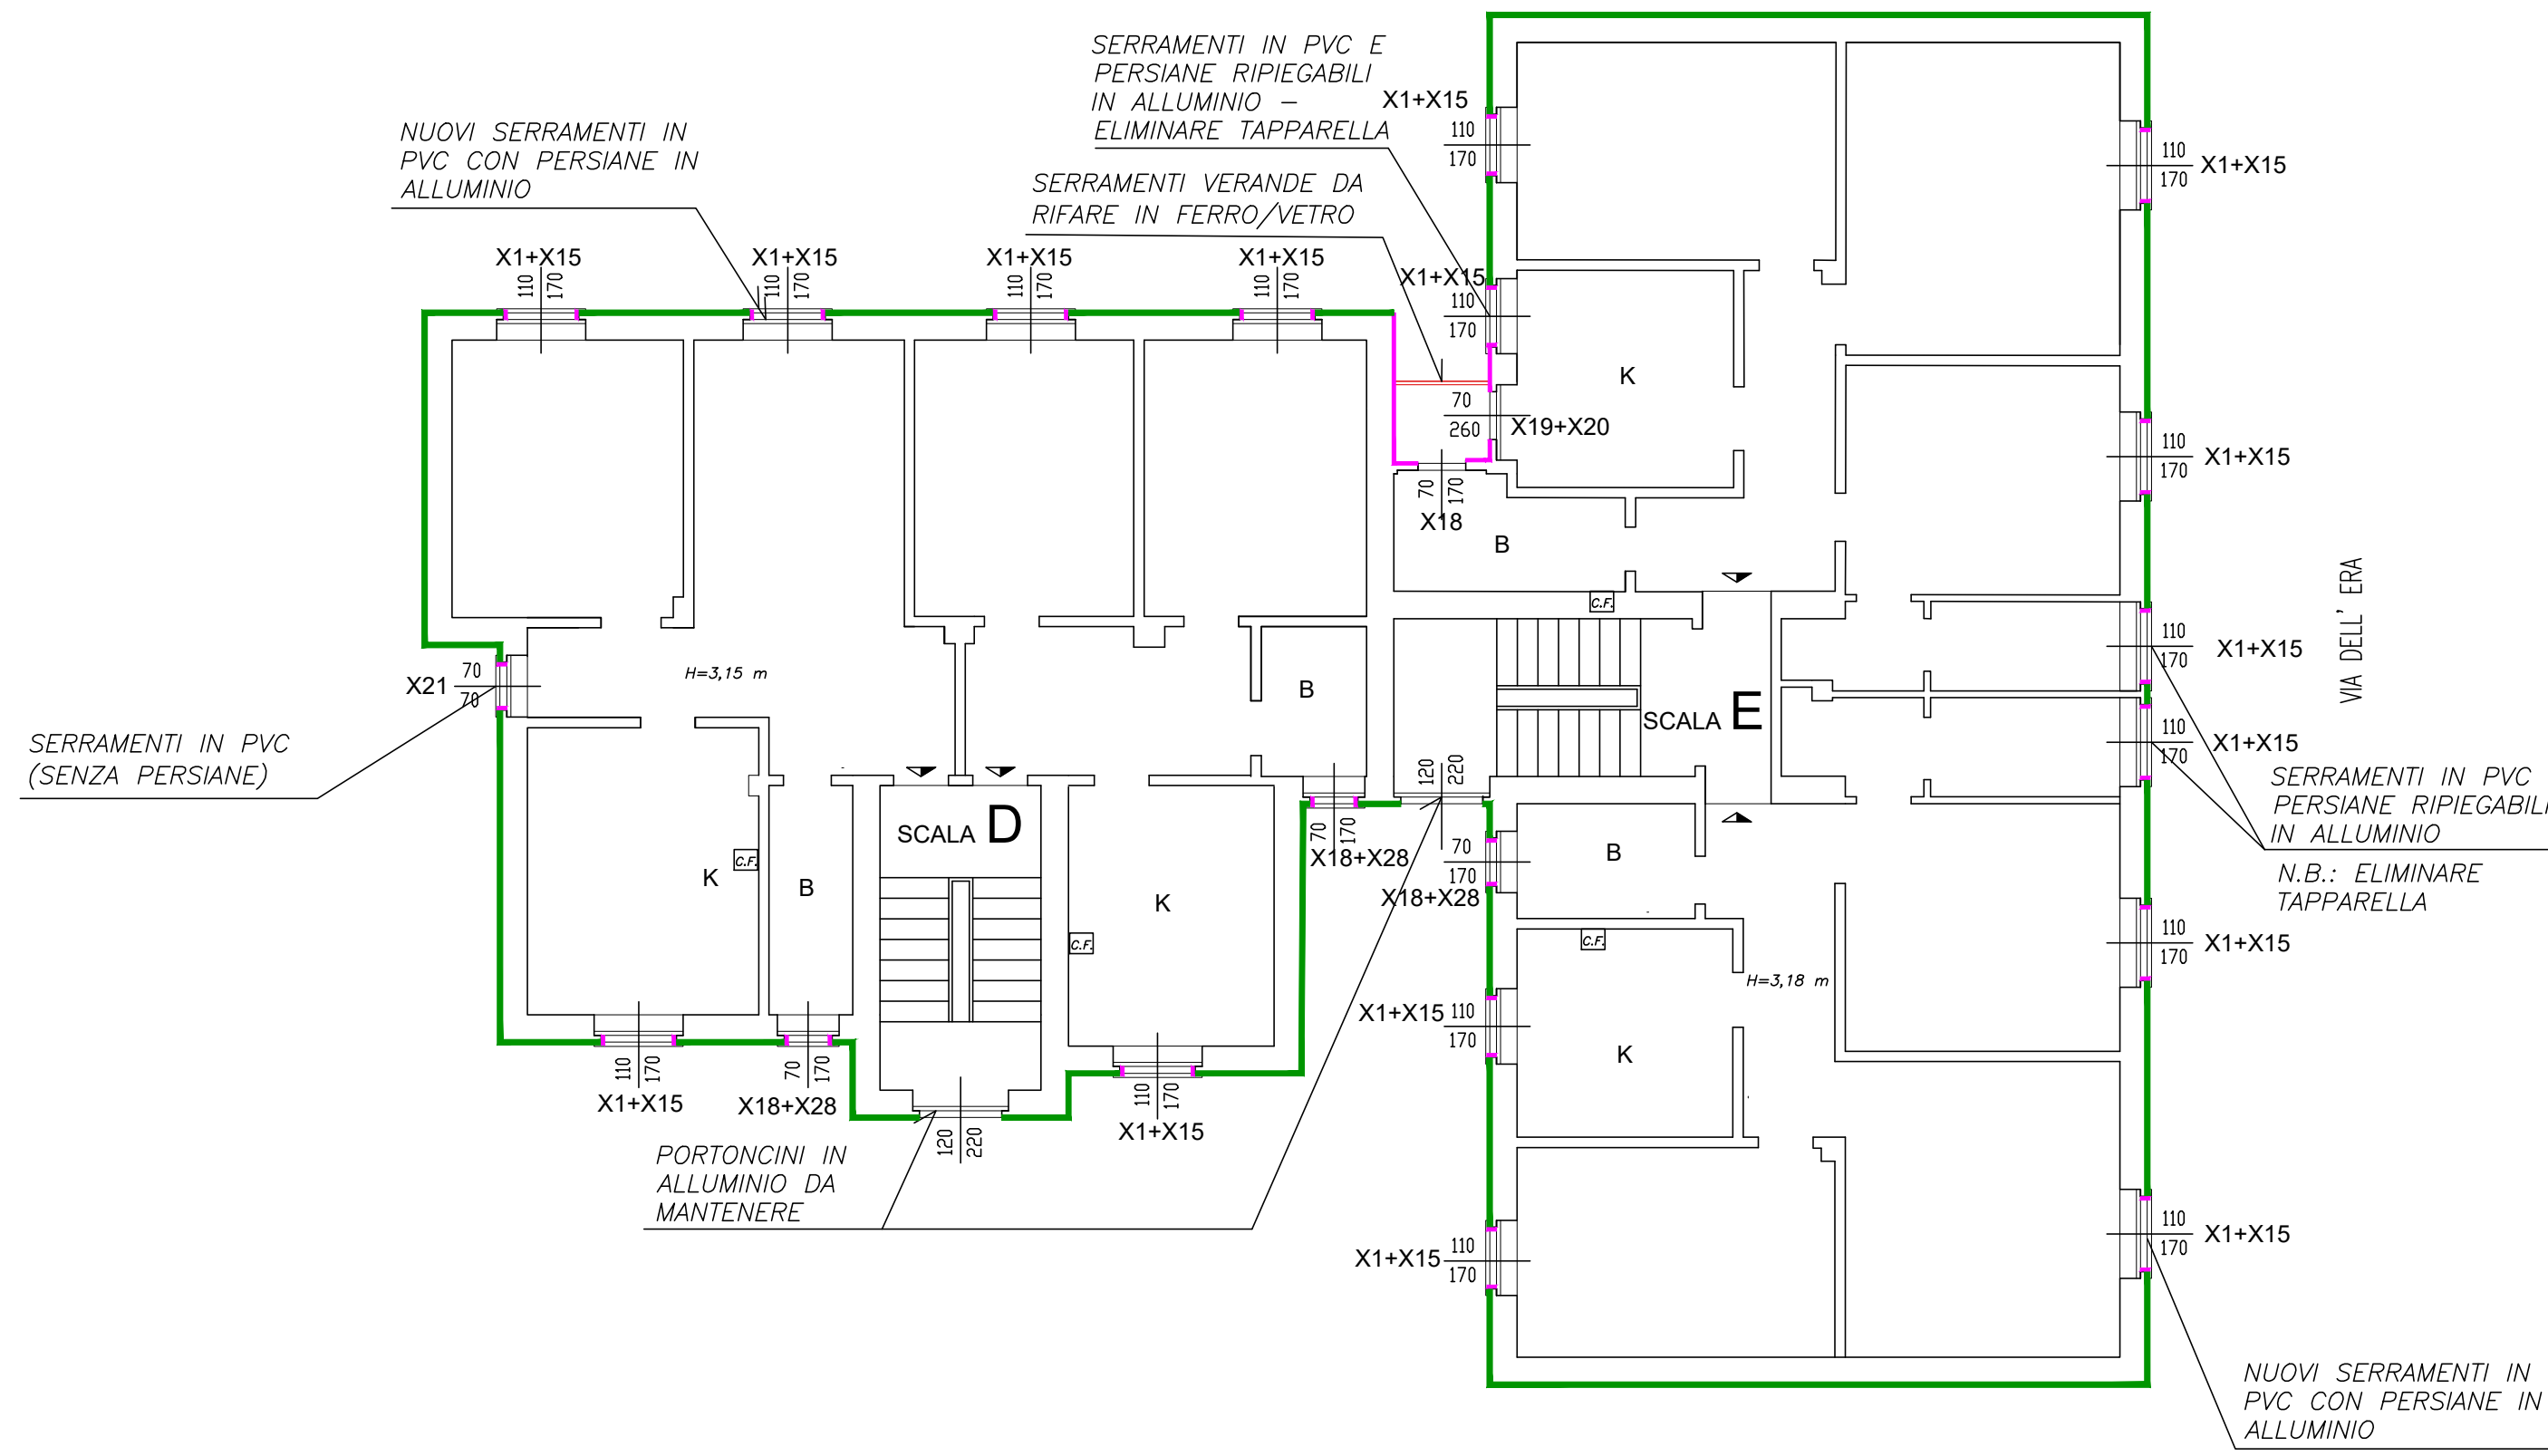 SERRAMENTI IN PVC E
PERSIANE RIPIEGABILI
IN ALLUMINIO –
ELIMINARE TAPPARELLA
NUOVI SERRAMENTI IN
PVC CON PERSIANE IN
ALLUMINIO
SERRAMENTI VERANDE DA
RIFARE IN FERRO/VETRO
X1+X15
110
170
X1+X15
110
170
X1+X15
110
170
X1+X15
110
170
X1+X15
110
170
X1+X15
110
170
X1+X15
110
170
K
70
260
X19+X20
70
170
X18
B
C.F.
110
170
X1+X15
110
170
X1+X15
VIA DELL' ERA
X21
70
70
H=3,15 m
B
SCALA E
110
170
X1+X15
SERRAMENTI IN PVC
(SENZA PERSIANE)
SERRAMENTI IN PVC
PERSIANE RIPIEGABILI
IN ALLUMINIO
N.B.: ELIMINARE
TAPPARELLA
SCALA D
C.F.
K
B
K
C.F.
70
170
X18+X28
120
220
70
170
X18+X28
B
C.F.
H=3,18 m
110
170
X1+X15
110
170
X1+X15
X1+X15
110
170
K
110
170
X1+X15
70
170
X18+X28
120
220
110
170
X1+X15
PORTONCINI IN
ALLUMINIO DA
MANTENERE
X1+X15
110
170
110
170
X1+X15
NUOVI SERRAMENTI IN
PVC CON PERSIANE IN
ALLUMINIO